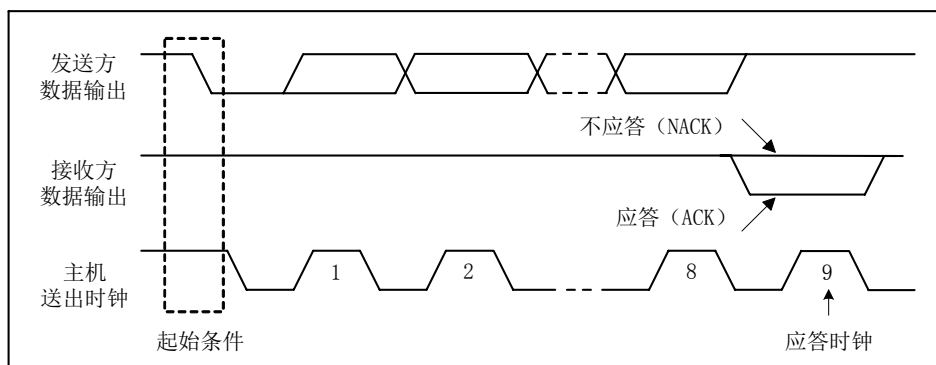 发送方
数据输出
不应答（NACK）
接收方
数据输出
应答（ACK）
主机
送出时钟
1
2
8
9
起始条件
应答时钟